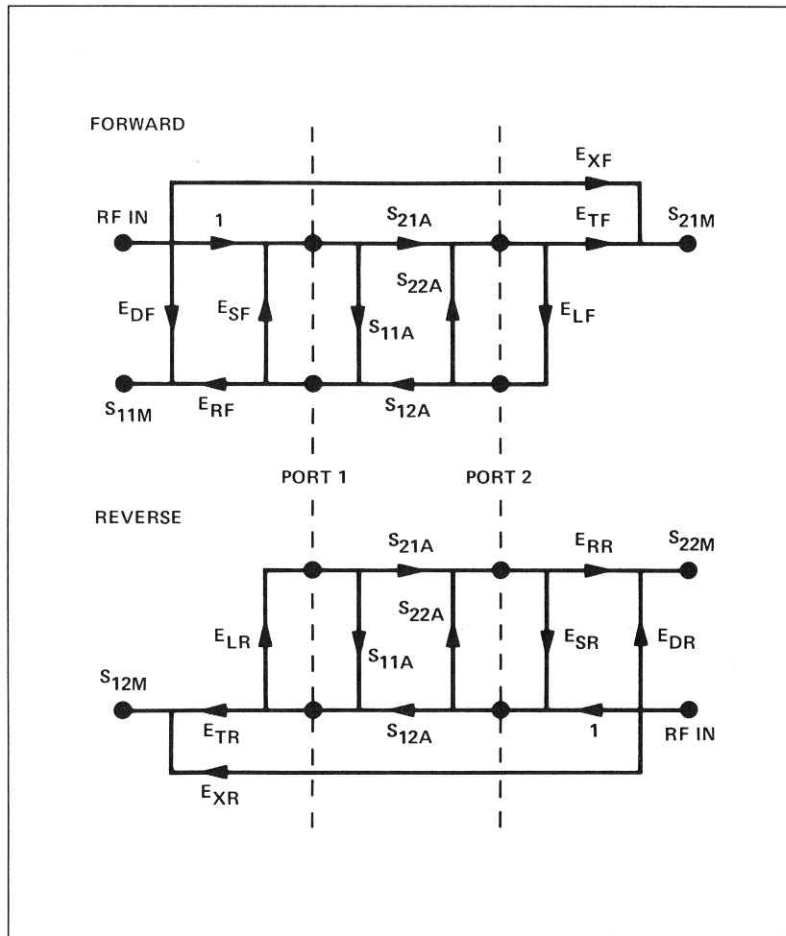 FORWARD
E_XF
RF IN
1
S_21A
E_TF
S_21M
E_DF
E_SF
S_11A
S_22A
E_LF
S_11M
E_RF
S_12A
PORT 1
PORT 2
REVERSE
S_21A
E_RR
S_22M
E_LR
S_11A
S_22A
E_SR
E_DR
S_12M
E_TR
S_12A
1
RF IN
E_XR